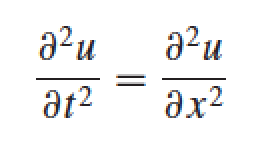 ∂²u/∂t² = ∂²u/∂x²